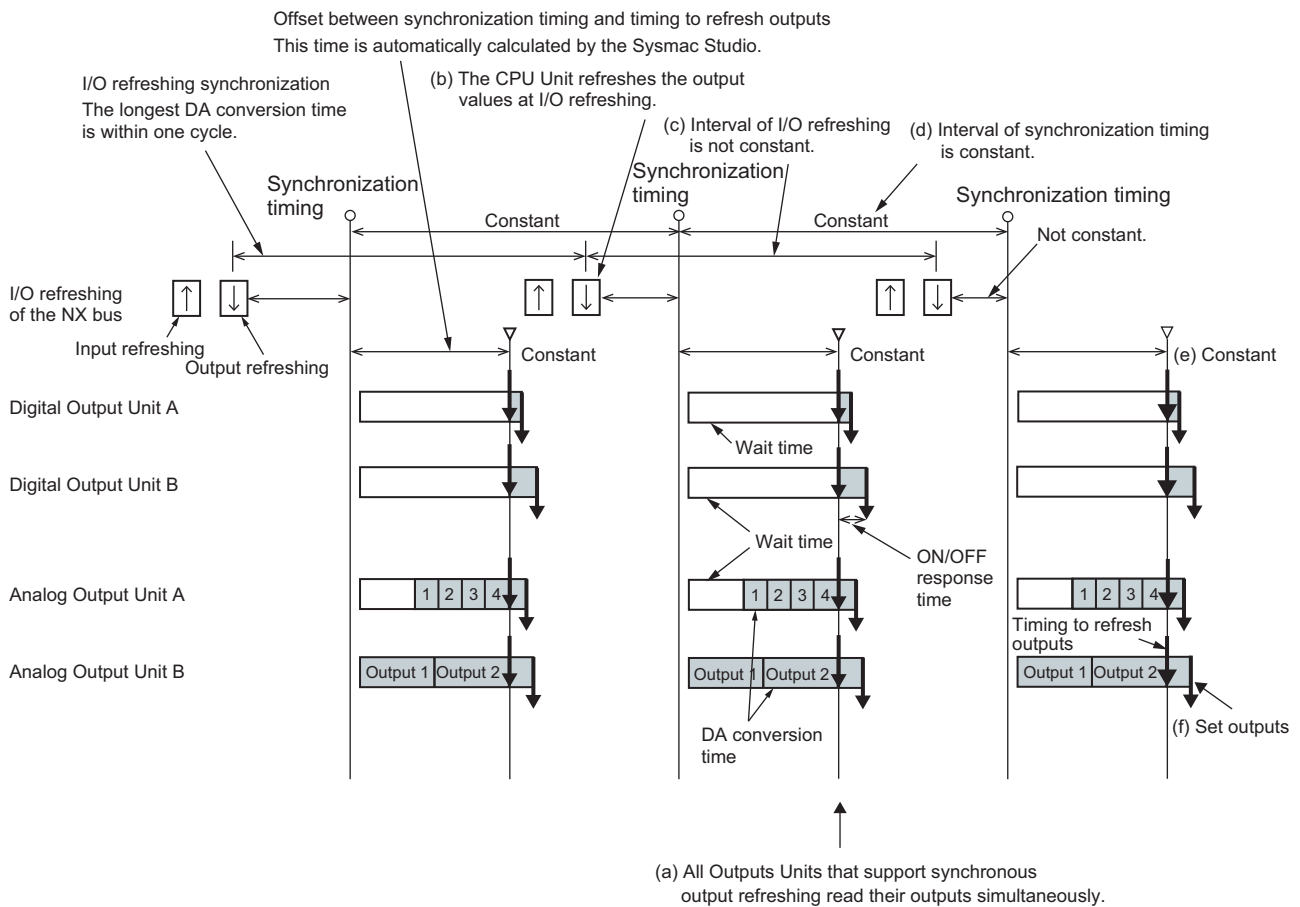 Offset between synchronization timing and timing to refresh outputs
This time is automatically calculated by the Sysmac Studio.
I/O refreshing synchronization
The longest DA conversion time
is within one cycle.
(b) The CPU Unit refreshes the output
values at I/O refreshing.
(c) Interval of I/O refreshing
is not constant.
(d) Interval of synchronization timing
is constant.
Synchronization
timing
Synchronization
timing
Synchronization timing
Constant
Constant
Not constant.
I/O refreshing
of the NX bus
Input refreshing
Output refreshing
Constant
Constant
(e) Constant
Digital Output Unit A
Wait time
Digital Output Unit B
Wait time
ON/OFF
response
time
Analog Output Unit A
1 2 3 4
1 2 3 4
1 2 3 4
Timing to refresh
outputs
Analog Output Unit B
Output 1 Output 2
Output 1 Output 2
Output 1 Output 2
DA conversion
time
(f) Set outputs
(a) All Outputs Units that support synchronous
output refreshing read their outputs simultaneously.